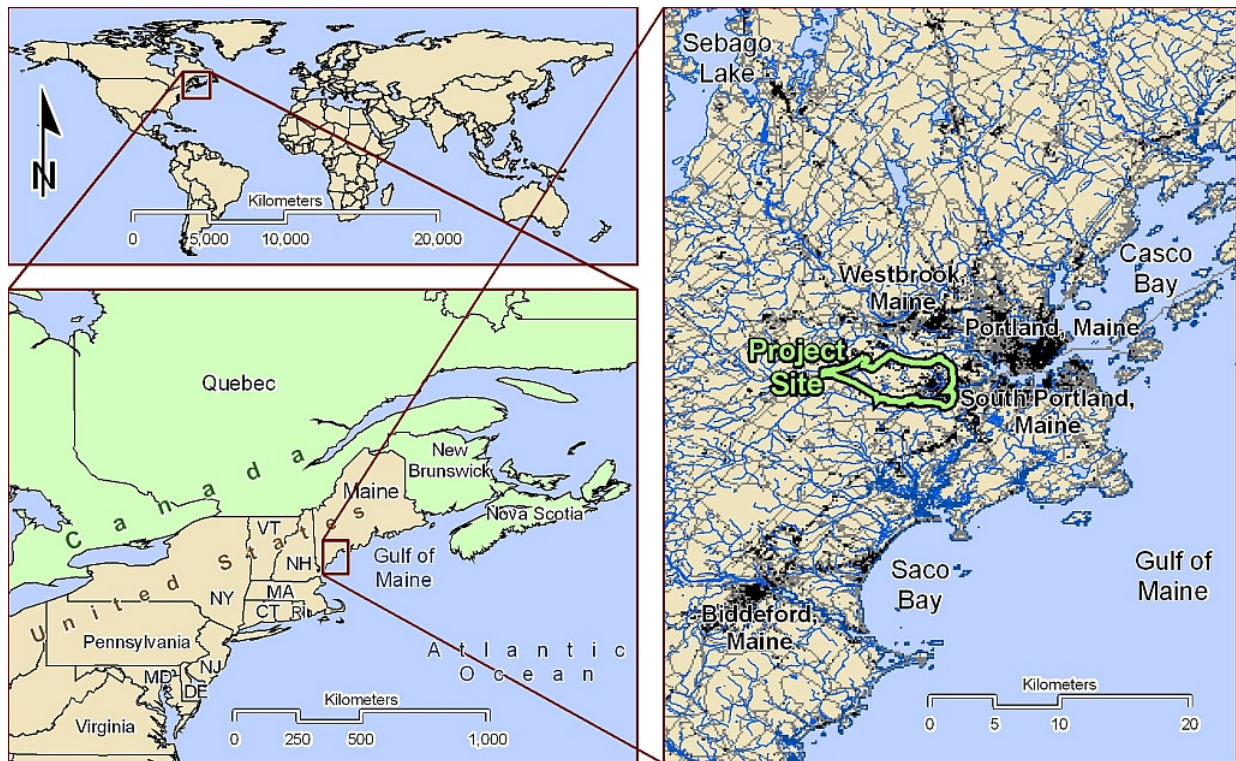 N
Kilometers
0 5,000 10,000 20,000
Quebec
Canada
New
Brunswick
Maine
Nova Scotia
United States
VT
NH
Gulf of
Maine
NY
MA
CT RI
Pennsylvania
NJ
MD
DE
Virginia
Atlantic
Ocean
Kilometers
0 250 500 1,000
Sebago
Lake
Casco
Bay
Westbrook,
Maine
Portland, Maine
Project
Site
South Portland,
Maine
Saco
Bay
Gulf of
Maine
Biddeford,
Maine
Kilometers
0 5 10 20